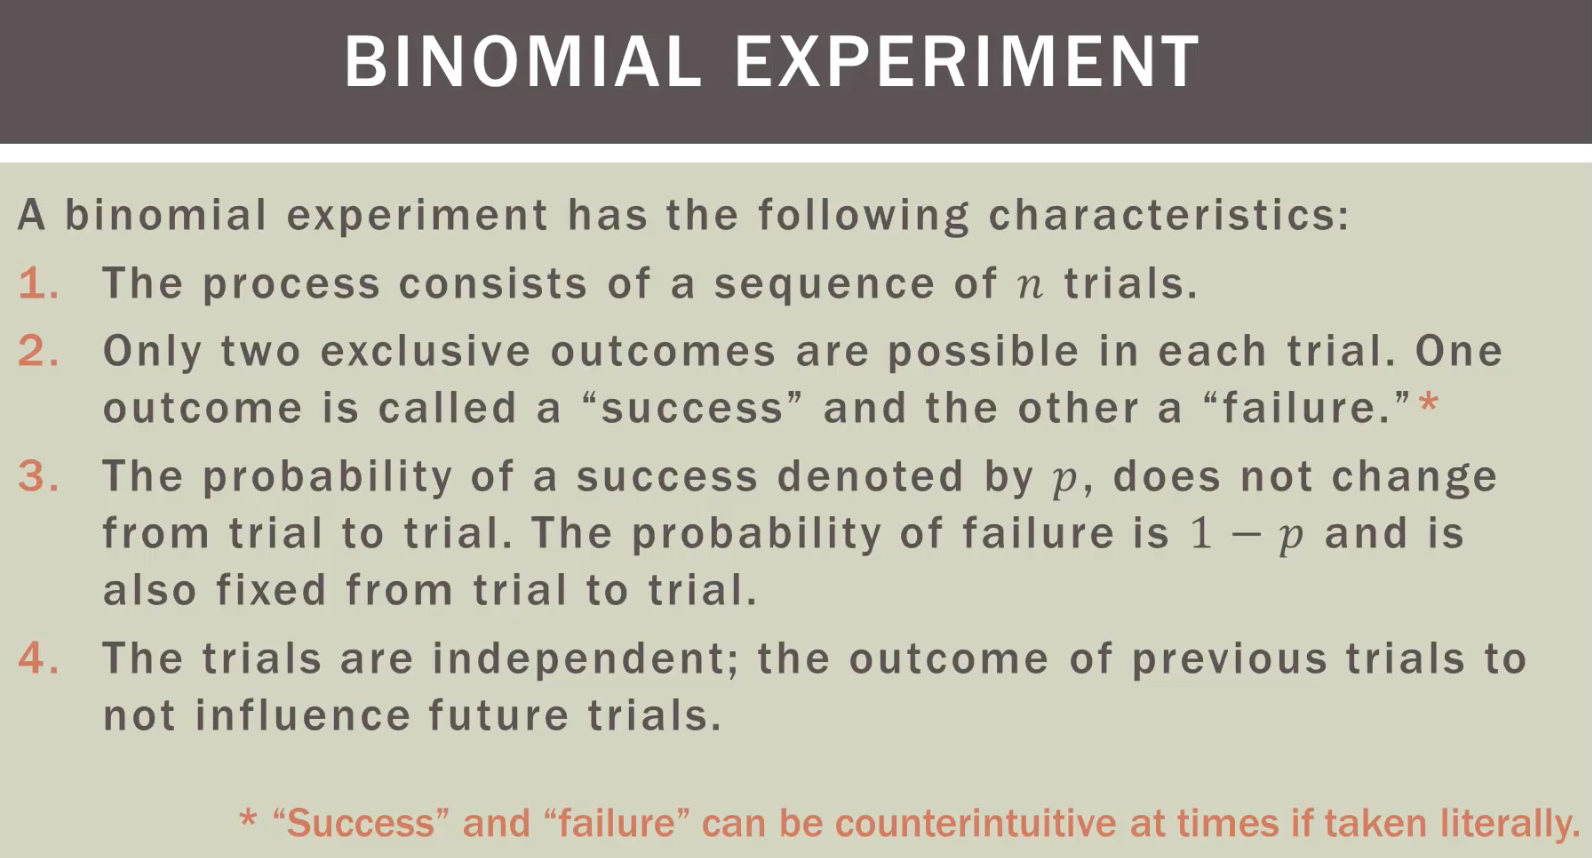 BINOMIAL EXPERIMENT
A binomial experiment has the following characteristics:
1. The process consists of a sequence of n trials.
2. Only two exclusive outcomes are possible in each trial. One
outcome is called a “success” and the other a “failure.”*
3. The probability of a success denoted by p, does not change
from trial to trial. The probability of failure is 1 − p and is
also fixed from trial to trial.
4. The trials are independent; the outcome of previous trials to
not influence future trials.
* “Success” and “failure” can be counterintuitive at times if taken literally.